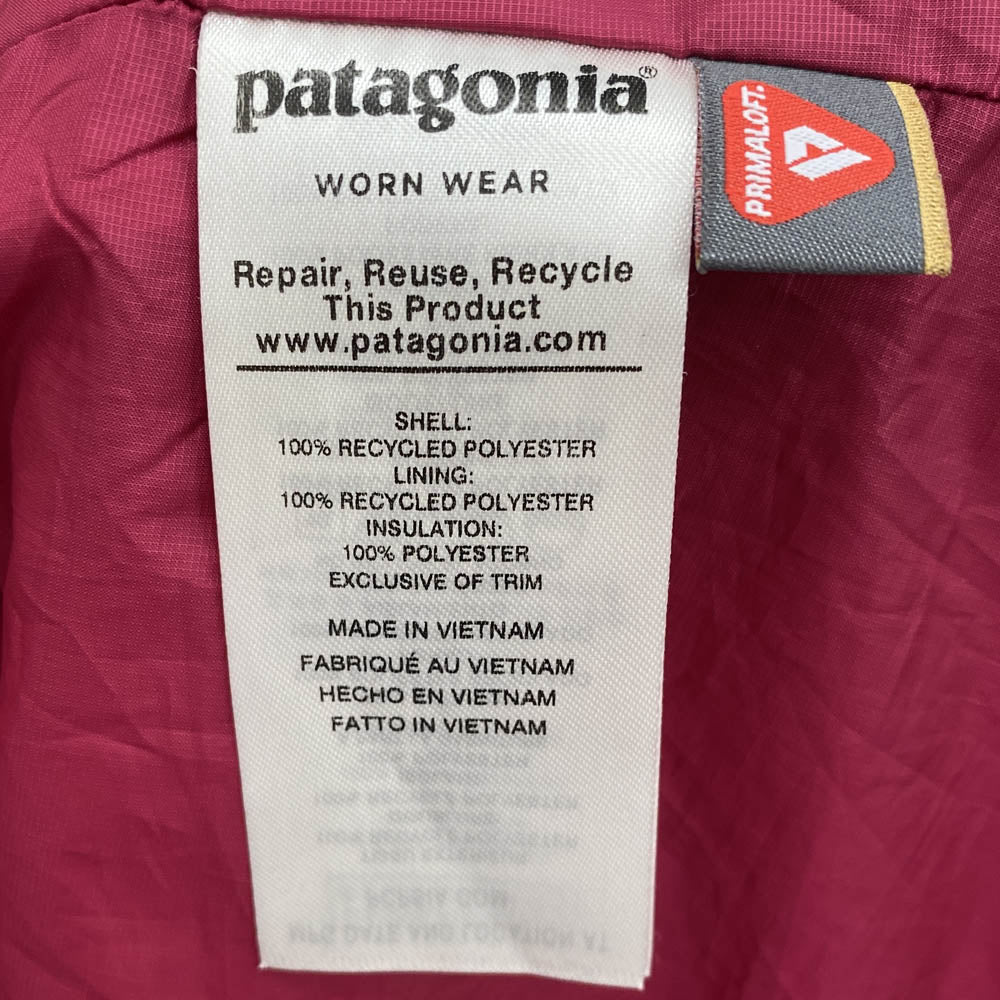 patagonia®
WORN WEAR
Repair, Reuse, Recycle
This Product
www.patagonia.com
SHELL:
100% RECYCLED POLYESTER
LINING:
100% RECYCLED POLYESTER
INSULATION:
100% POLYESTER
EXCLUSIVE OF TRIM
MADE IN VIETNAM
FABRIQUÉ AU VIETNAM
HECHO EN VIETNAM
FATTO IN VIETNAM
PRIMALOFT.